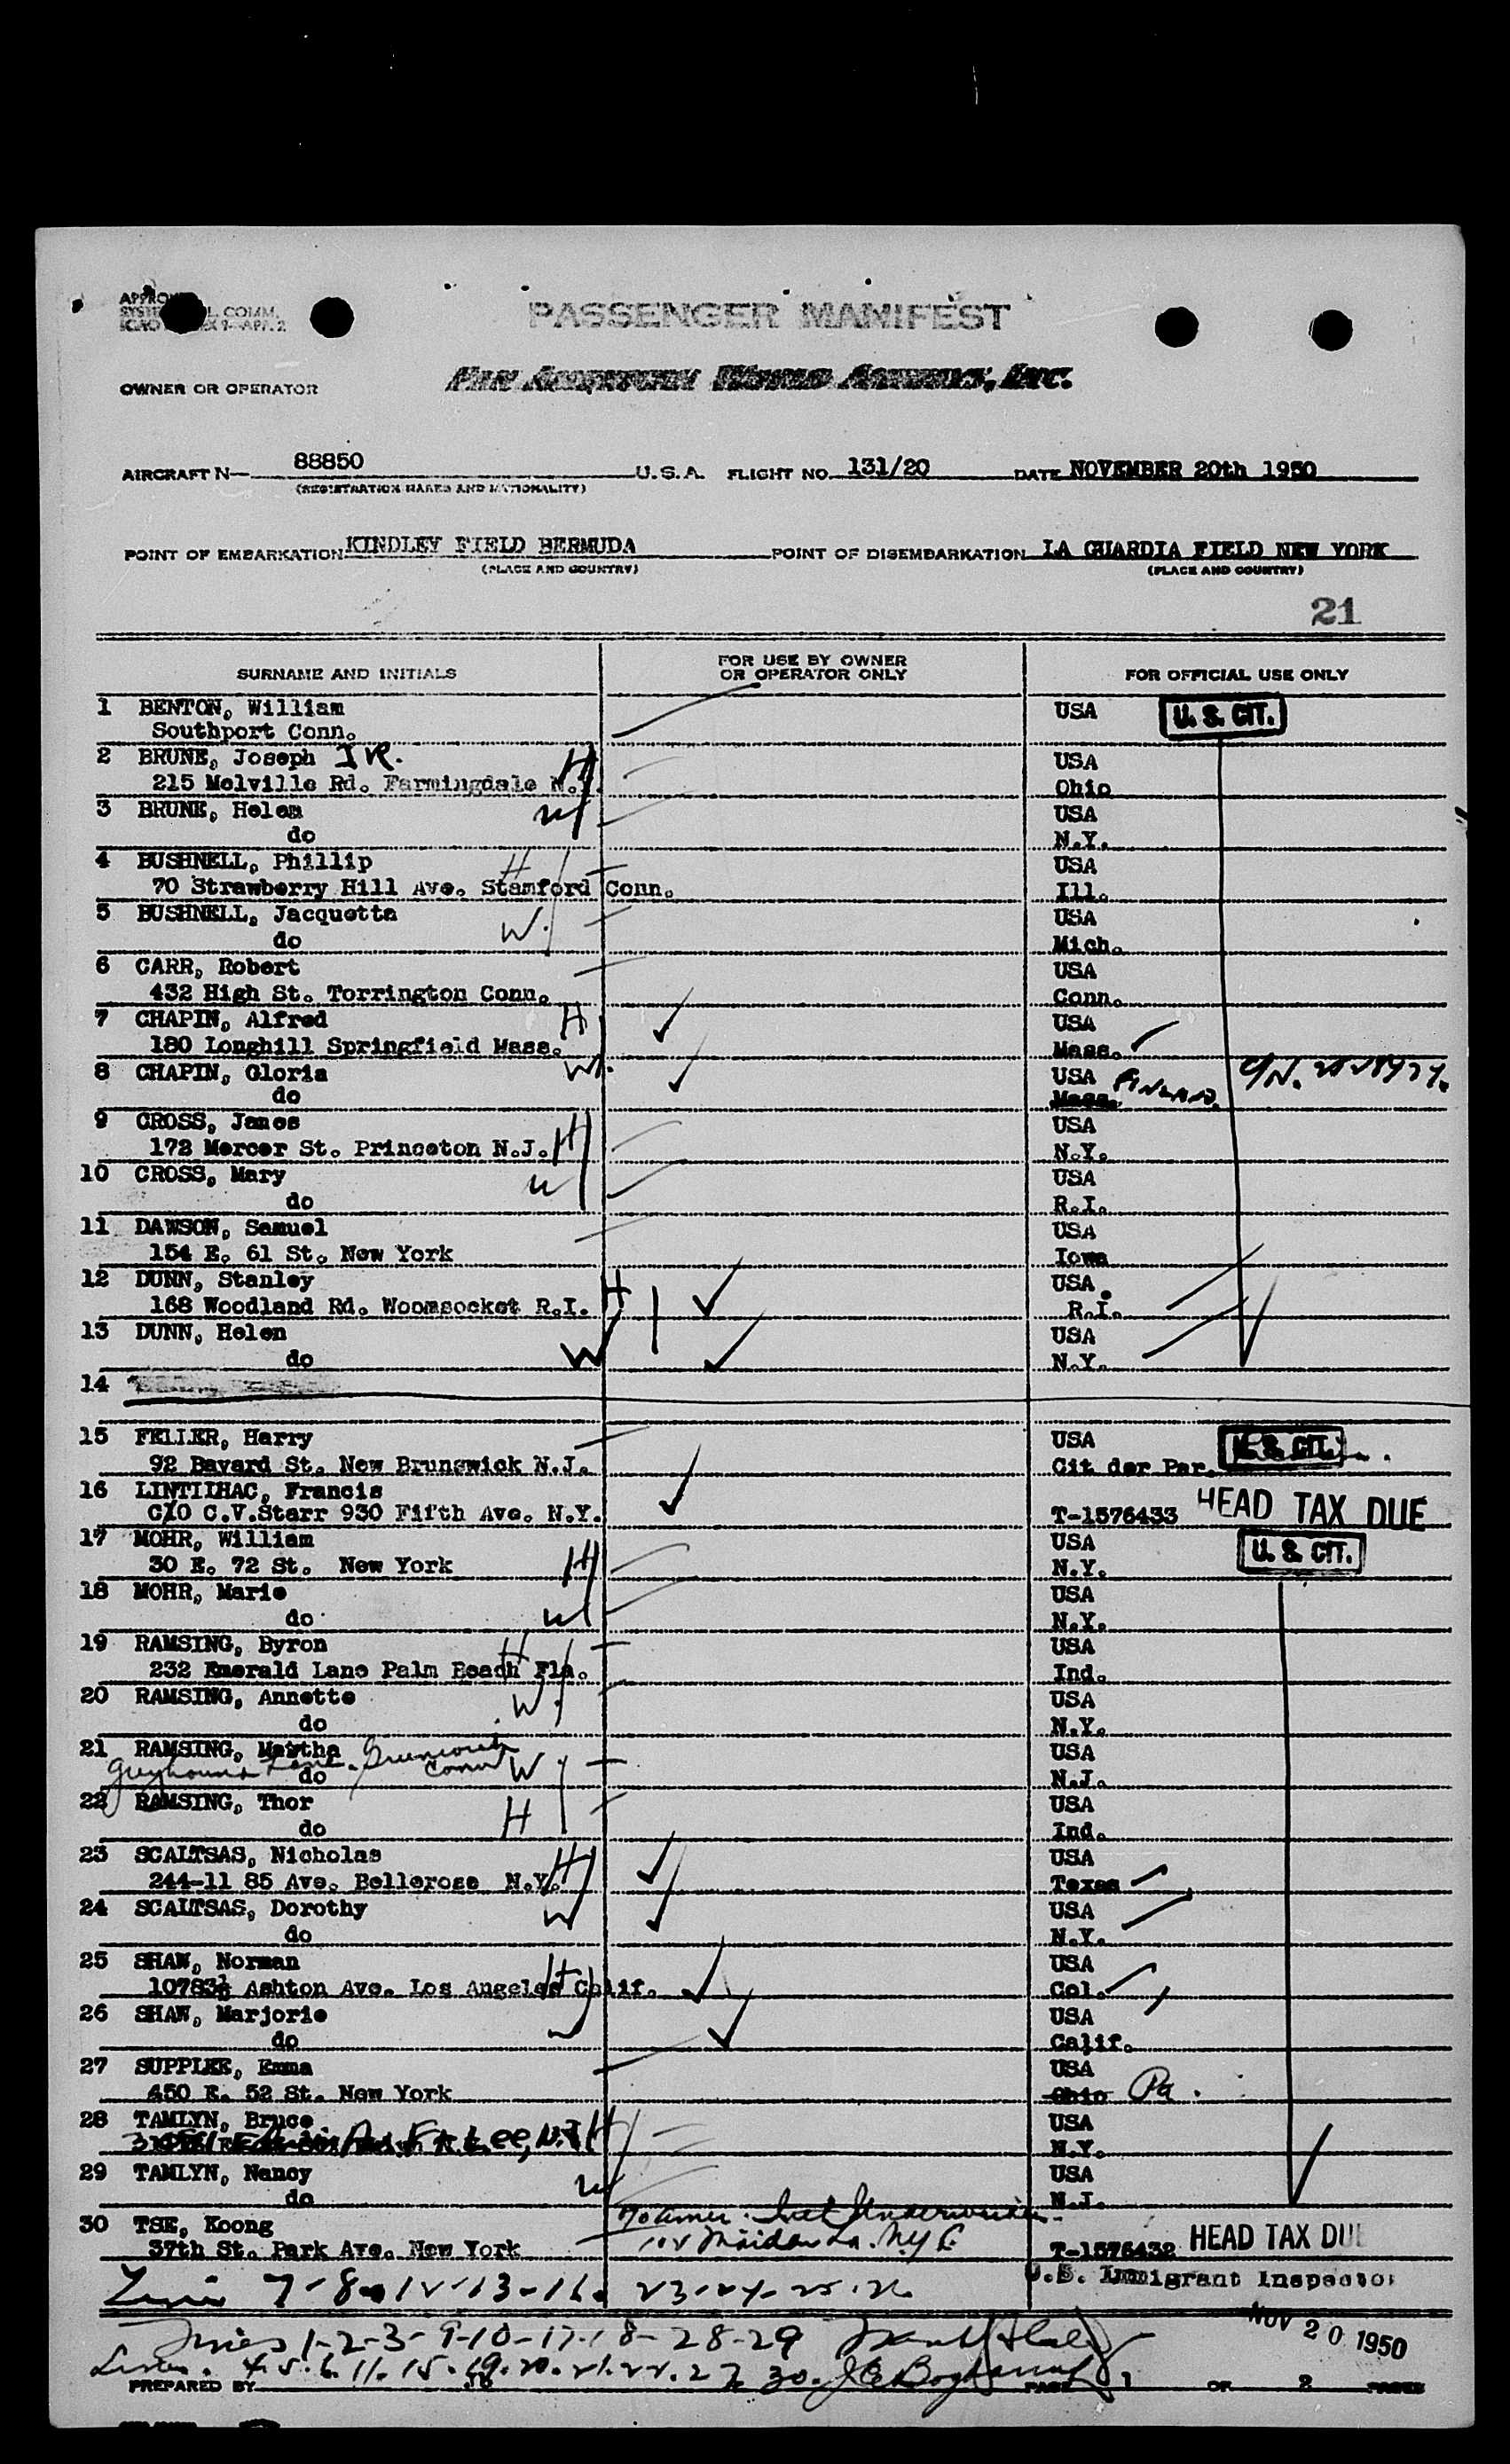 PASSENGER MANIFEST
OWNER OR OPERATOR
AIRCRAFT N— 88850 U.S.A. FLIGHT NO. 131/20 DATE NOVEMBER 20th 1950
(REGISTRATION MARKS AND NATIONALITY)
POINT OF EMBARKATION KINDLEY FIELD BERMUDA POINT OF DISEMBARKATION LA GUARDIA FIELD NEW YORK
(PLACE AND COUNTRY) (PLACE AND COUNTRY)
21
SURNAME AND INITIALS FOR USE BY OWNER OR OPERATOR ONLY FOR OFFICIAL USE ONLY
1 BENTON, William USA U. S. CIT.
Southport Conn.
2 BRUNE, Joseph JR. H USA
215 Melville Rd. Farmingdale N.Y. Ohio
3 BRUNE, Helen W USA
do N.Y.
4 BUSHNELL, Phillip H USA
70 Strawberry Hill Ave. Stamford Conn. Ill.
5 BUSHNELL, Jacquetta W USA
do Mich.
6 CARR, Robert USA
432 High St. Torrington Conn. Conn.
7 CHAPIN, Alfred H USA
180 Longhill Springfield Mass. Mass.
8 CHAPIN, Gloria W USA
do Mass.
9 CROSS, James H USA
172 Mercer St. Princeton N.J. N.Y.
10 CROSS, Mary W USA
do R.I.
11 DAWSON, Samuel USA
154 E. 61 St. New York Iowa
12 DUNN, Stanley H USA
168 Woodland Rd. Woomsocket R.I. R.I.
13 DUNN, Helen W USA
do N.Y.
14
15 FELLER, Harry USA U. S. CIT.
92 Bayard St. New Brunswick N.J. Cit der Par.
16 LINTILHAC, Francis
C/O C.V.Starr 930 Fifth Ave. N.Y. T-1576433 HEAD TAX DUE
17 MOHR, William USA U. S. CIT.
30 E. 72 St. New York H N.Y.
18 MOHR, Marie USA
do W N.Y.
19 RAMSING, Byron H USA
232 Emerald Lane Palm Beach Fla. Ind.
20 RAMSING, Annette W USA
do N.Y.
21 RAMSING, Martha USA
Greyhound Lane. Greenwich Conn do W N.J.
22 RAMSING, Thor H USA
do Ind.
23 SCALTSAS, Nicholas H USA
244-11 85 Ave. Bellerose N.Y. Texas
24 SCALTSAS, Dorothy W USA
do N.Y.
25 SHAW, Norman H USA
10783½ Ashton Ave. Los Angeles Calif. Col.
26 SHAW, Marjorie USA
do Calif.
27 SUPPLEE, Emma USA
450 E. 52 St. New York Ohio Pa.
28 TAMLYN, Bruce H USA
Lee, N.J. N.Y.
29 TAMLYN, Nancy W USA
do N.J.
30 TSE, Koong
37th St. Park Ave. New York Maiden La. NYC T-1576432 HEAD TAX DUE
U.S. Immigrant Inspector
7-8-12-13-16. 23-24-25-26
Lines 1-2-3-9-10-17-18-28-29 NOV 20 1950
Lines. 4.5.6.11.15.19.20.21.22.27. 30.
PREPARED BY PAGE 1 OF 2 PAGES